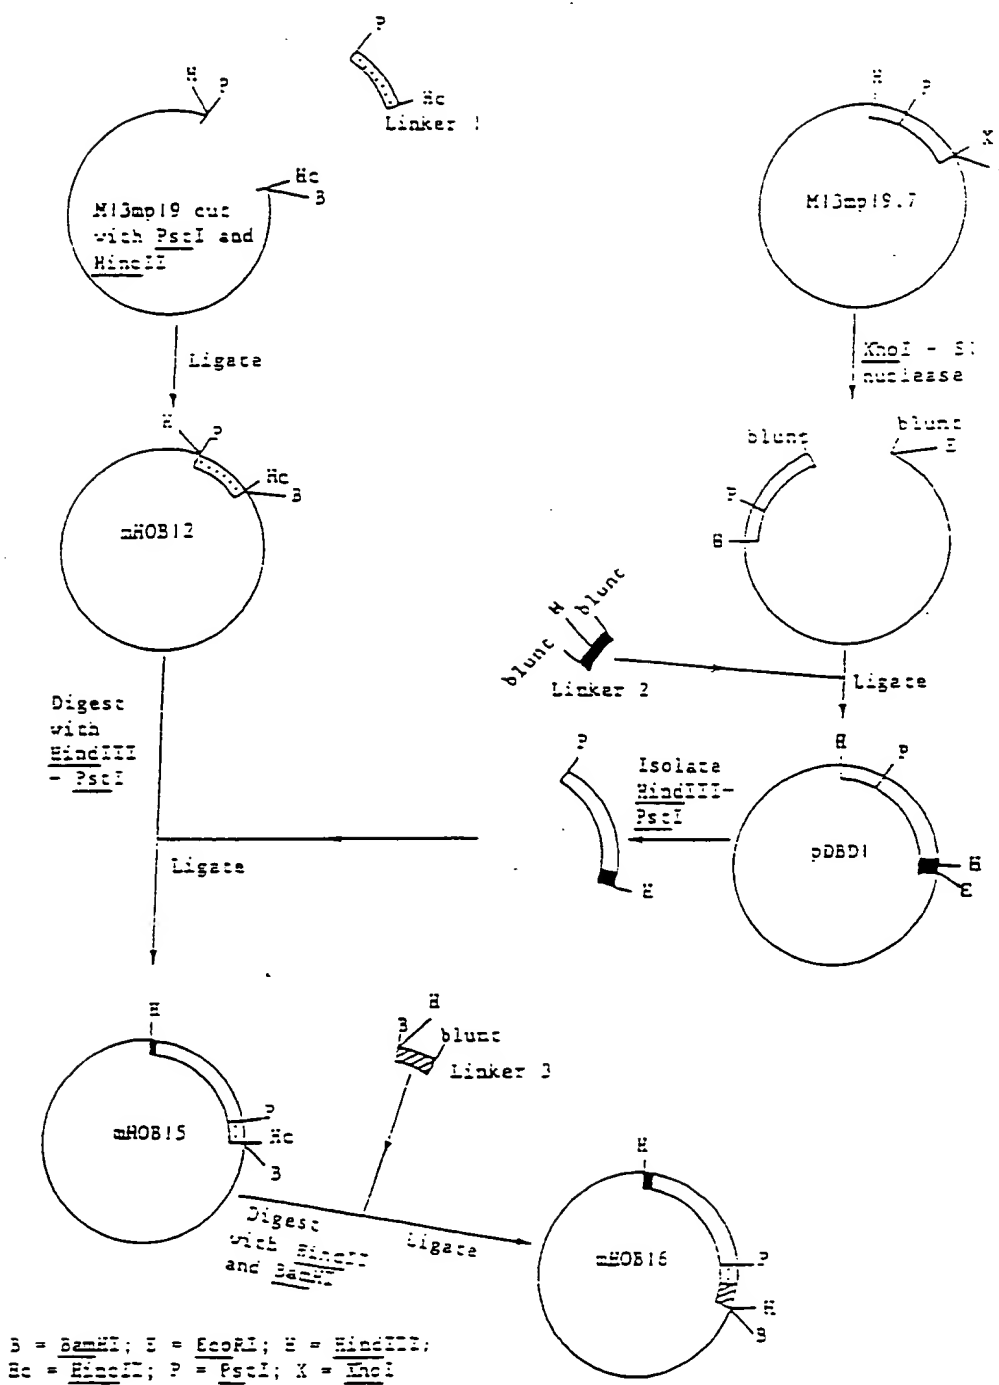 P
H
P
Hc
Linker 1
Hc
B
M13mp19 cut
with PstI and
HincII
H
P
X
M13mp19.7
Ligate
XhoI - S1
nuclease
H
P
Hc
B
mHOB12
blunt
blunt
E
P
H
blunt
H
blunt
Linker 2
Ligate
Digest
with
HindIII
- PstI
Ligate
P
H
Isolate
HindIII-
PstI
H
P
pDBD1
H
E
H
mHOB15
P
Hc
B
B
H
blunt
Linker 3
Digest
with HincII
and BamHI
Ligate
H
mHOB16
P
H
B
B = BamHI; E = EcoRI; H = HindIII;
Hc = HincII; P = PstI; X = XhoI